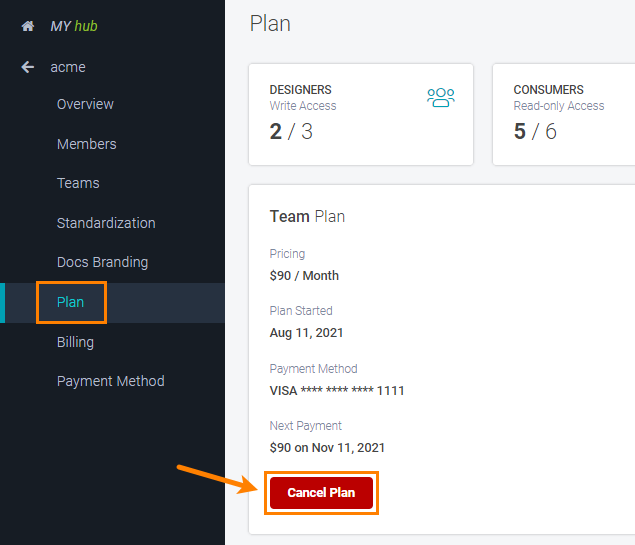 MY hub
acme
Overview
Members
Teams
Standardization
Docs Branding
Plan
Billing
Payment Method
Plan
DESIGNERS
Write Access
2 / 3
CONSUMERS
Read-only Access
5 / 6
Team Plan
Pricing
$90 / Month
Plan Started
Aug 11, 2021
Payment Method
VISA **** **** **** 1111
Next Payment
$90 on Nov 11, 2021
Cancel Plan